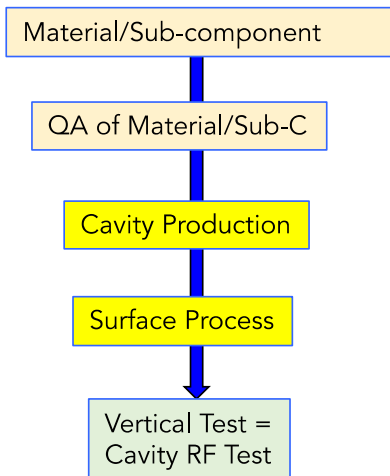 Material/Sub-component
QA of Material/Sub-C
Cavity Production
Surface Process
Vertical Test =
Cavity RF Test